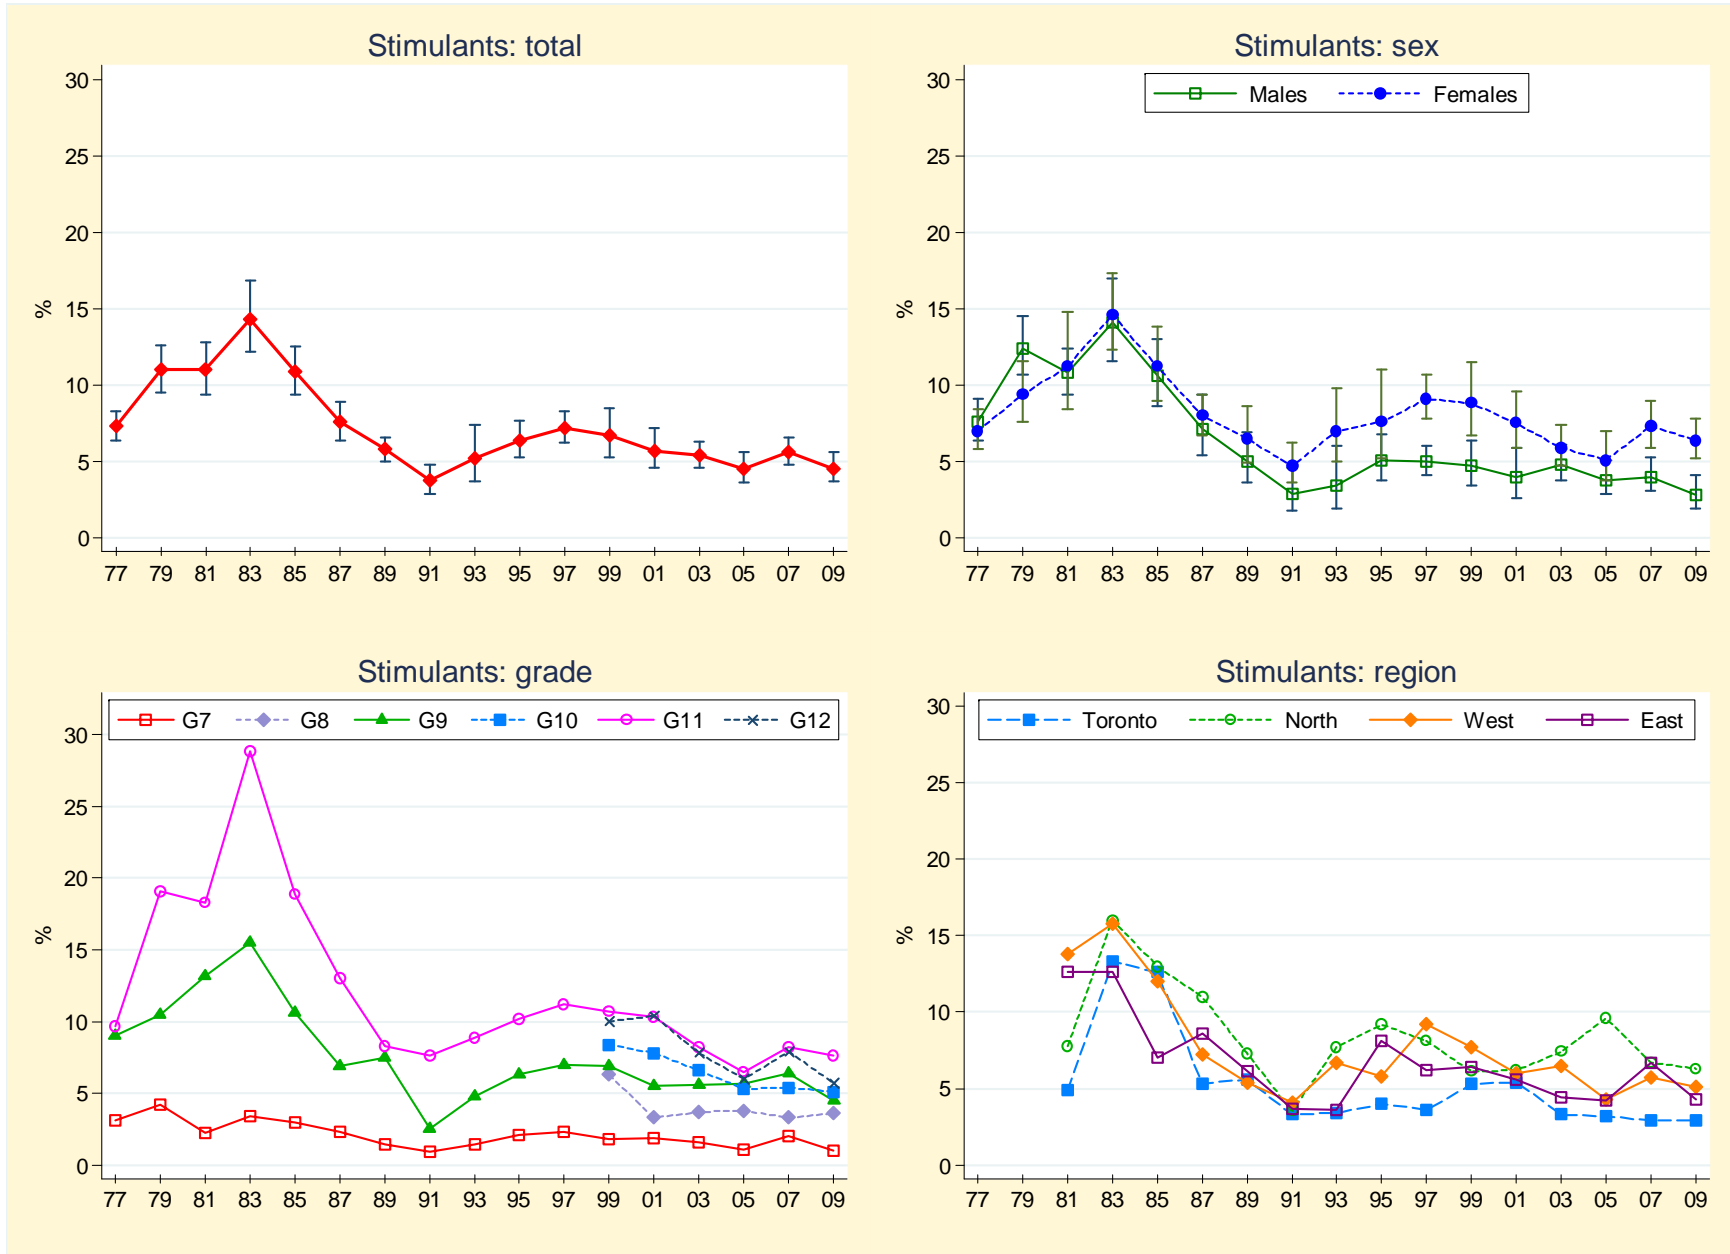 Stimulants: total
30
25
20
15
10
5
0
%
77 79 81 83 85 87 89 91 93 95 97 99 01 03 05 07 09
Stimulants: sex
Males Females
30
25
20
15
10
5
0
%
77 79 81 83 85 87 89 91 93 95 97 99 01 03 05 07 09
Stimulants: grade
G7 G8 G9 G10 G11 G12
30
25
20
15
10
5
0
%
77 79 81 83 85 87 89 91 93 95 97 99 01 03 05 07 09
Stimulants: region
Toronto North West East
30
25
20
15
10
5
0
%
77 79 81 83 85 87 89 91 93 95 97 99 01 03 05 07 09